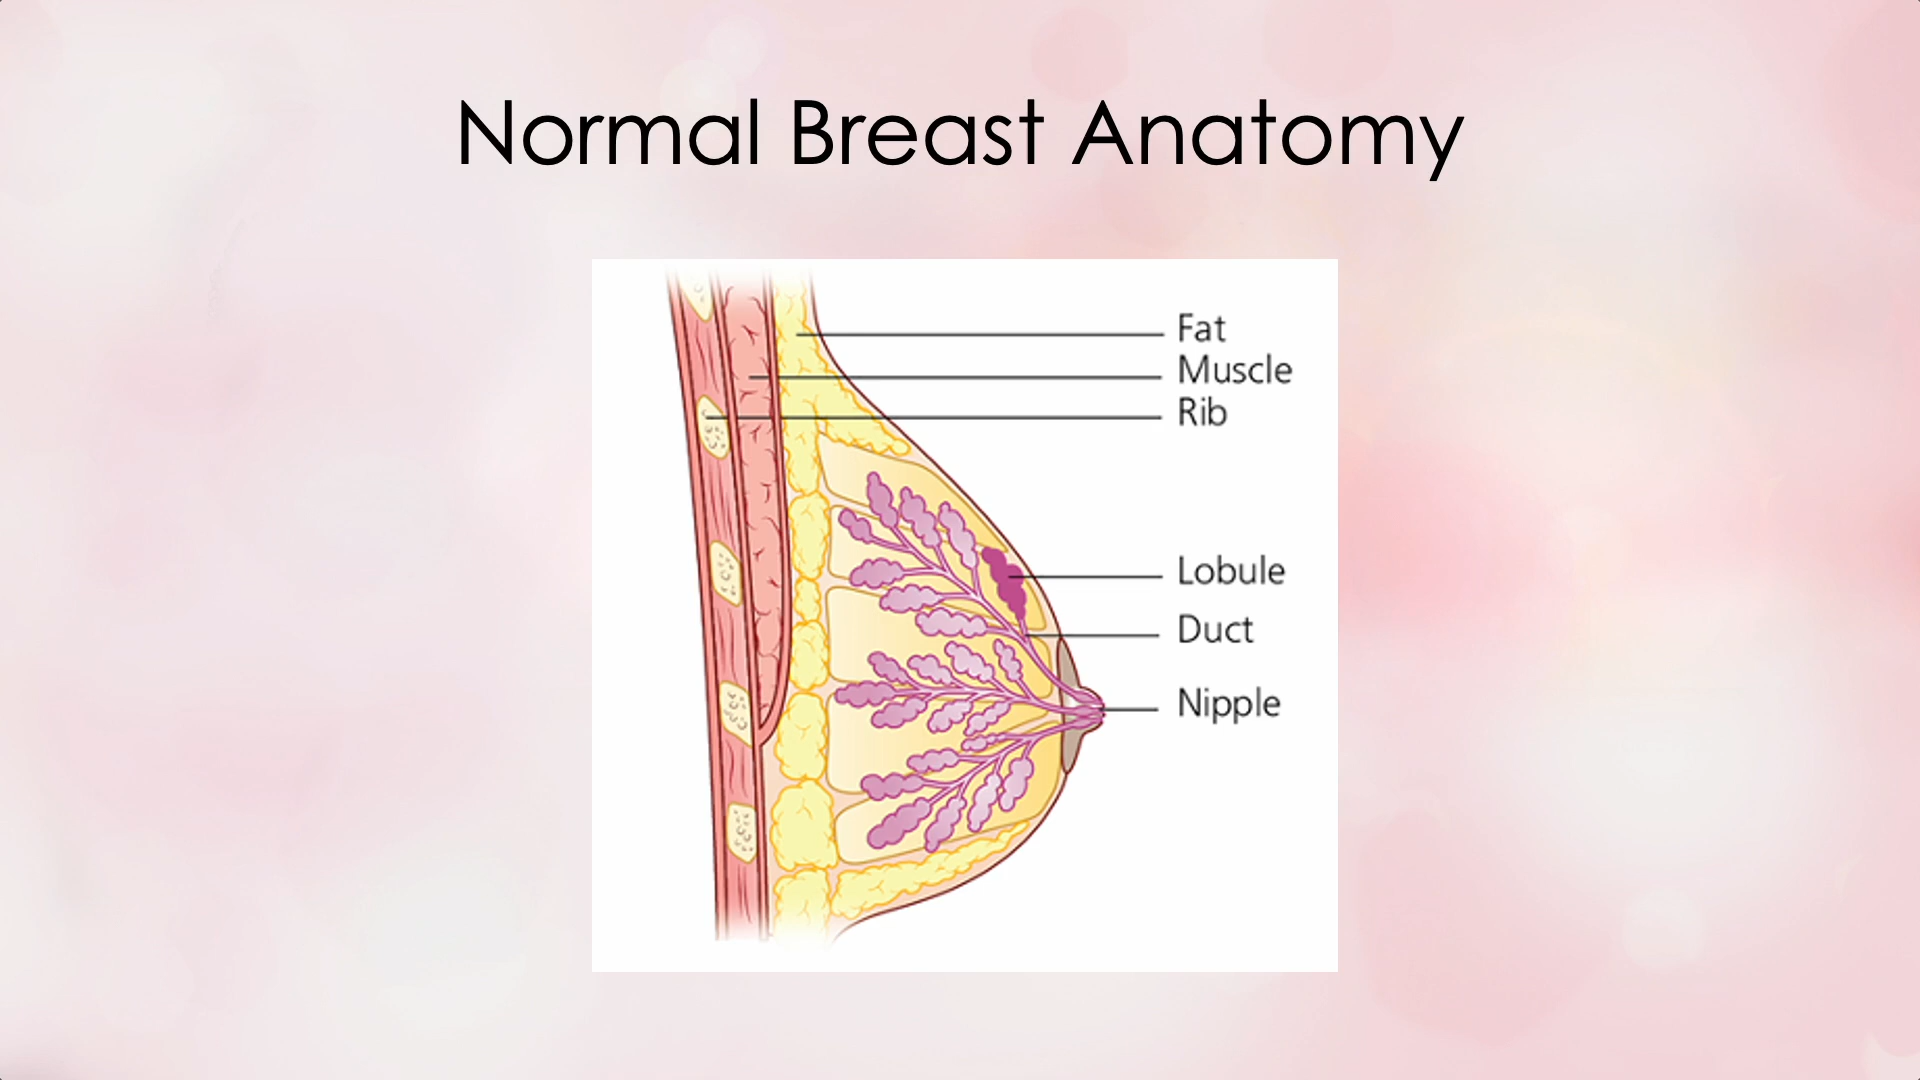 Normal Breast Anatomy
Fat
Muscle
Rib
Lobule
Duct
Nipple